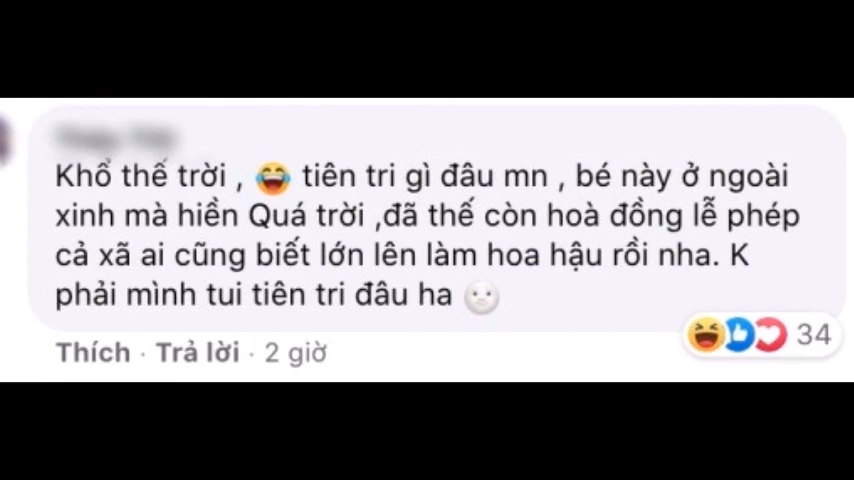 Khổ thế trời , 😂 tiên tri gì đâu mn , bé này ở ngoài
xinh mà hiền Quá trời ,đã thế còn hoà đồng lễ phép
cả xã ai cũng biết lớn lên làm hoa hậu rồi nha. K
phải mình tui tiên tri đâu ha 🌚
Thích · Trả lời · 2 giờ
34